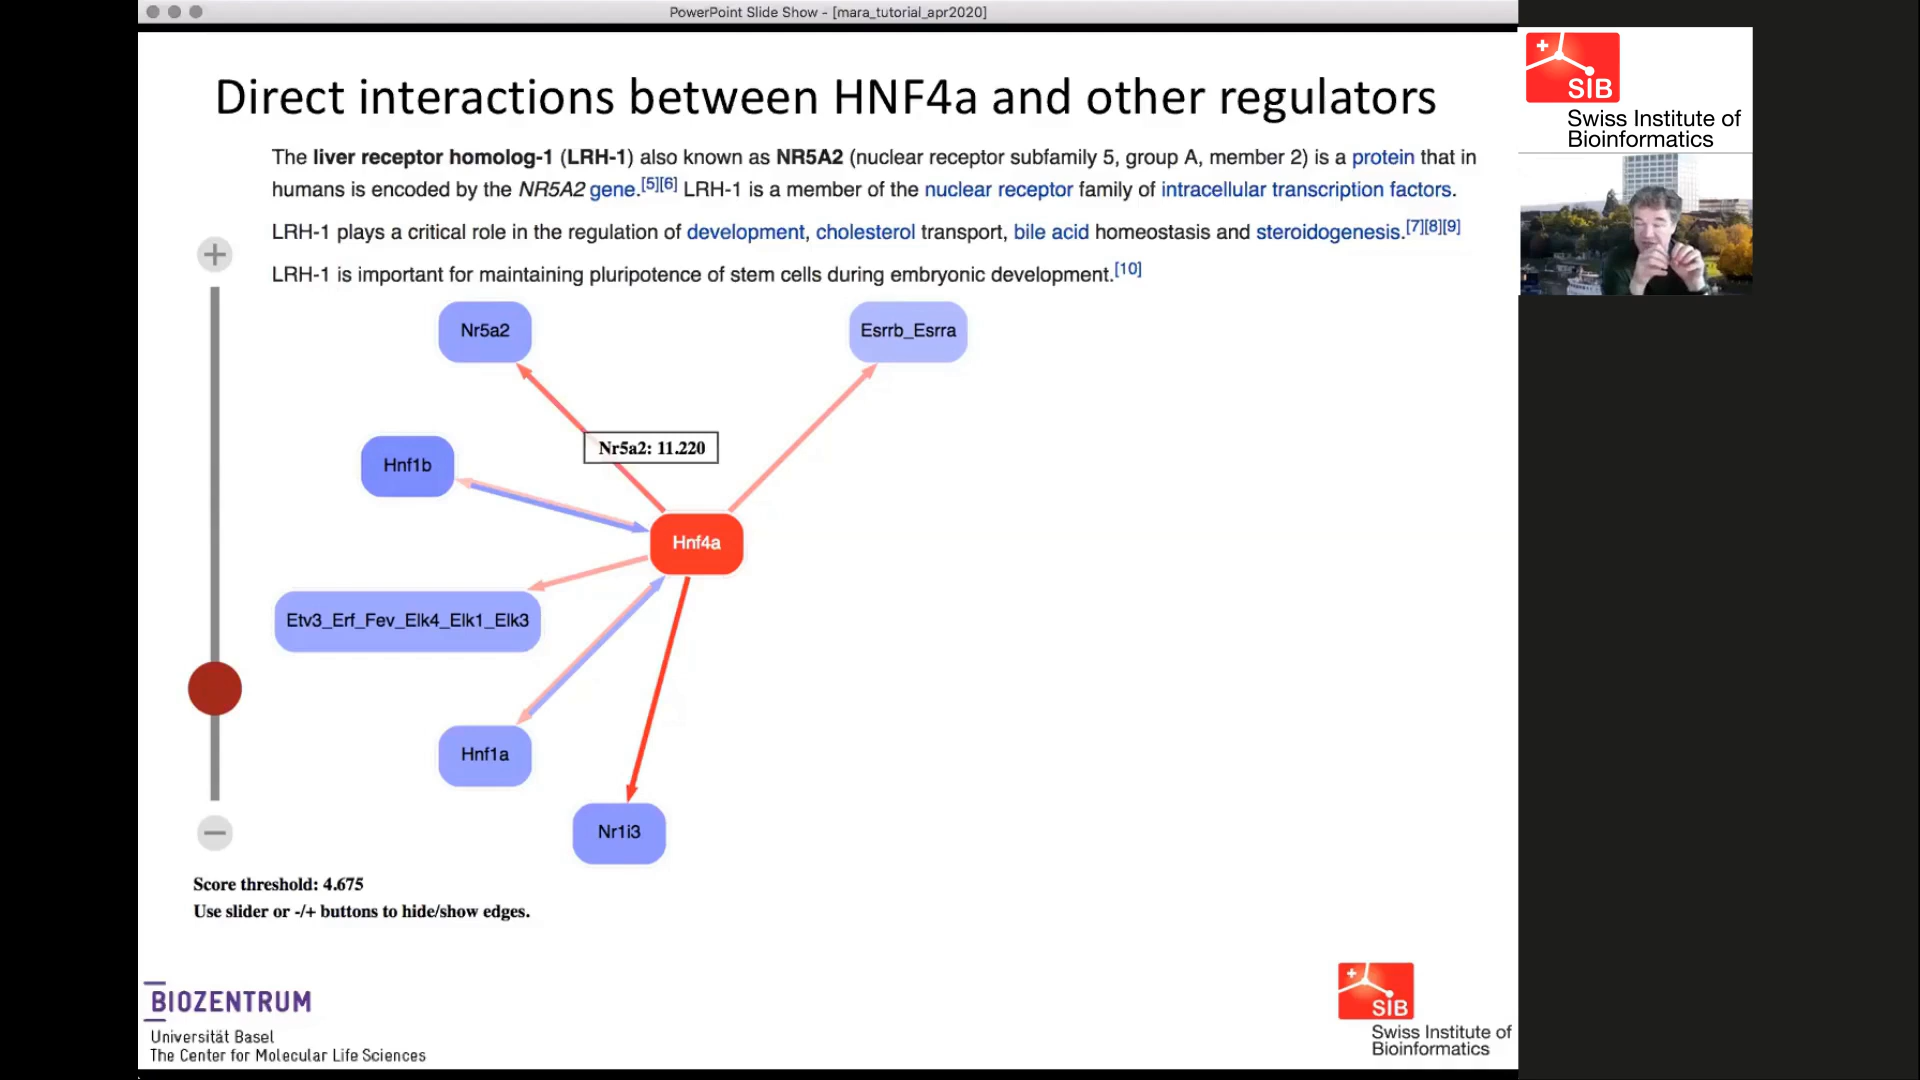 PowerPoint Slide Show - [mara_tutorial_apr2020]
Direct interactions between HNF4a and other regulators
The liver receptor homolog-1 (LRH-1) also known as NR5A2 (nuclear receptor subfamily 5, group A, member 2) is a protein that in
humans is encoded by the NR5A2 gene.[5][6] LRH-1 is a member of the nuclear receptor family of intracellular transcription factors.
LRH-1 plays a critical role in the regulation of development, cholesterol transport, bile acid homeostasis and steroidogenesis.[7][8][9]
LRH-1 is important for maintaining pluripotence of stem cells during embryonic development.[10]
Nr5a2
Esrrb_Esrra
Nr5a2: 11.220
Hnf1b
Hnf4a
Etv3_Erf_Fev_Elk4_Elk1_Elk3
Hnf1a
Nr1i3
Score threshold: 4.675
Use slider or -/+ buttons to hide/show edges.
BIOZENTRUM
Universität Basel
The Center for Molecular Life Sciences
SIB
Swiss Institute of
Bioinformatics
SIB
Swiss Institute of
Bioinformatics